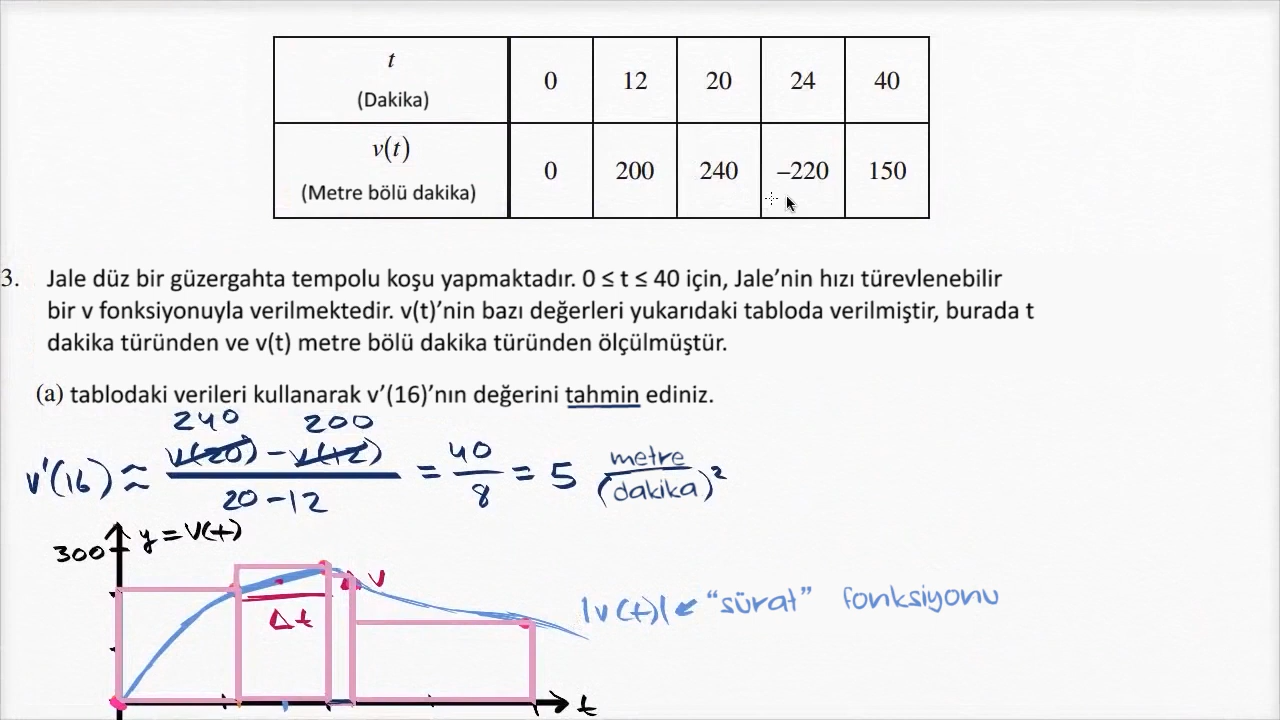 t (Dakika) 0 12 20 24 40
v(t) (Metre bölü dakika) 0 200 240 –220 150
3. Jale düz bir güzergahta tempolu koşu yapmaktadır. 0 ≤ t ≤ 40 için, Jale’nin hızı türevlenebilir
bir v fonksiyonuyla verilmektedir. v(t)’nin bazı değerleri yukarıdaki tabloda verilmiştir, burada t
dakika türünden ve v(t) metre bölü dakika türünden ölçülmüştür.
(a) tablodaki verileri kullanarak v’(16)’nın değerini tahmin ediniz.
240 200
v'(16) ≈ v(20) – v(12) = 40 = 5 metre
20 – 12 8 (dakika)²
300 y = v(t)
Δ v
Δt
|v(t)| ← “sürat” fonksiyonu
t